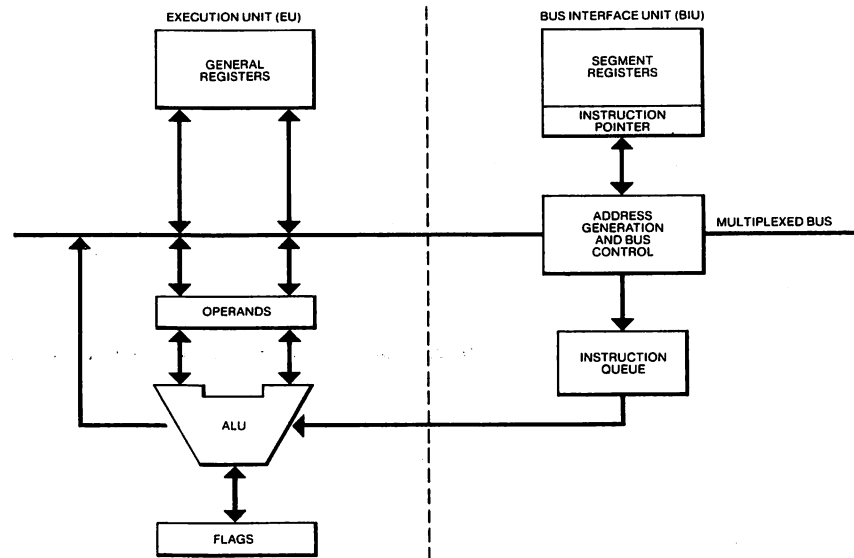 EXECUTION UNIT (EU)
BUS INTERFACE UNIT (BIU)
GENERAL
REGISTERS
SEGMENT
REGISTERS
INSTRUCTION
POINTER
ADDRESS
GENERATION
AND BUS
CONTROL
MULTIPLEXED BUS
OPERANDS
INSTRUCTION
QUEUE
ALU
FLAGS